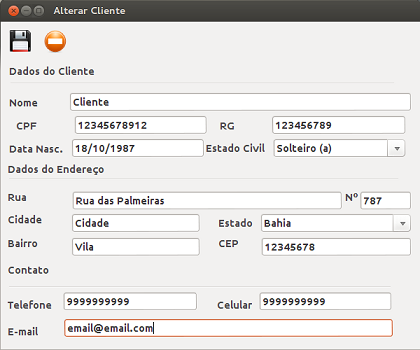 Alterar Cliente
Dados do Cliente
Nome Cliente
CPF 12345678912 RG 123456789
Data Nasc. 18/10/1987 Estado Civil Solteiro (a)
Dados do Endereço
Rua Rua das Palmeiras Nº 787
Cidade Cidade Estado Bahia
Bairro Vila CEP 12345678
Contato
Telefone 9999999999 Celular 9999999999
E-mail email@email.com